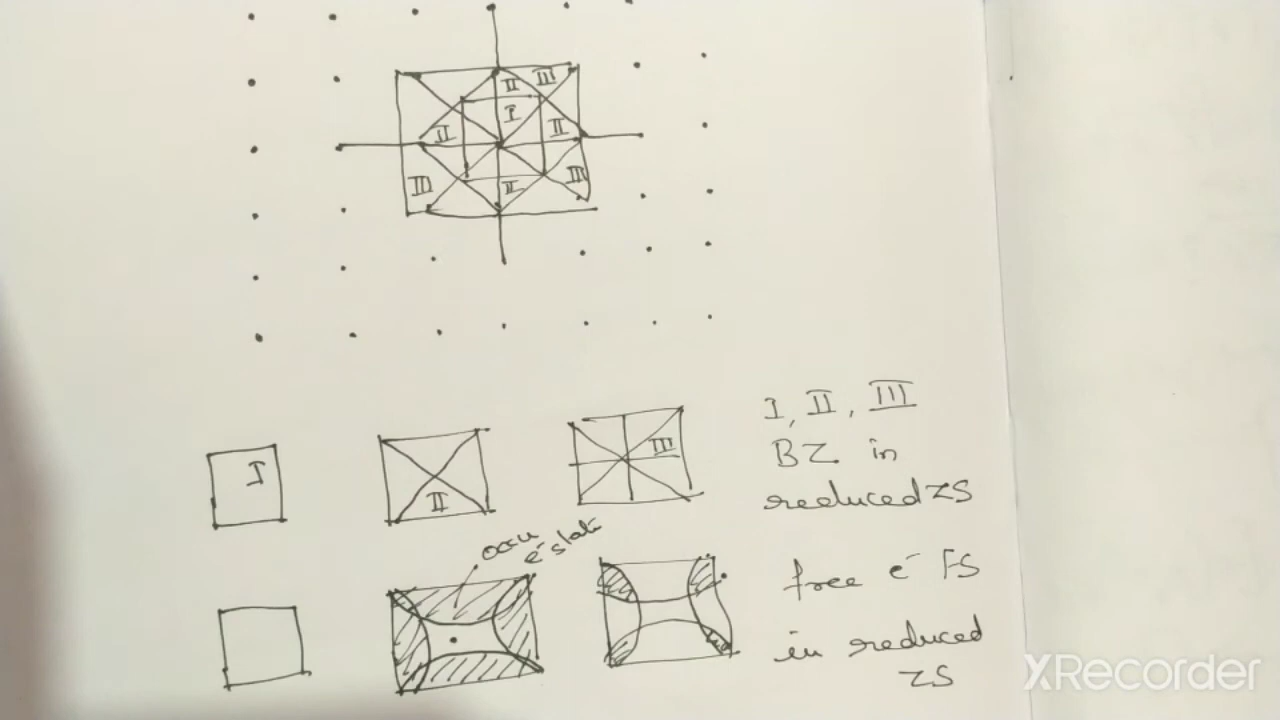 II III
I
II II
III II III
I, II, III
BZ in
reduced ZS
I
II
III
occu
é state
free é FS
in reduced
ZS
XRecorder